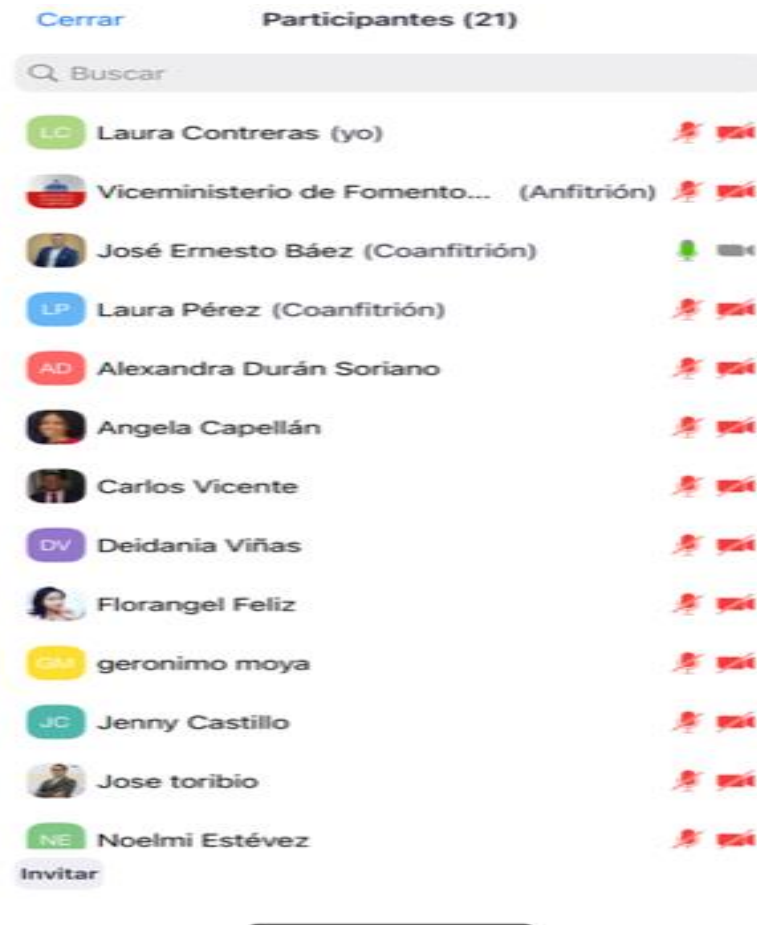 Cerrar Participantes (21)
Buscar
LC Laura Contreras (yo)
Viceministerio de Fomento... (Anfitrión)
José Ernesto Báez (Coanfitrión)
LP Laura Pérez (Coanfitrión)
AD Alexandra Durán Soriano
Angela Capellán
Carlos Vicente
DV Deidania Viñas
Florangel Feliz
GM geronimo moya
JC Jenny Castillo
Jose toribio
NE Noelmi Estévez
Invitar